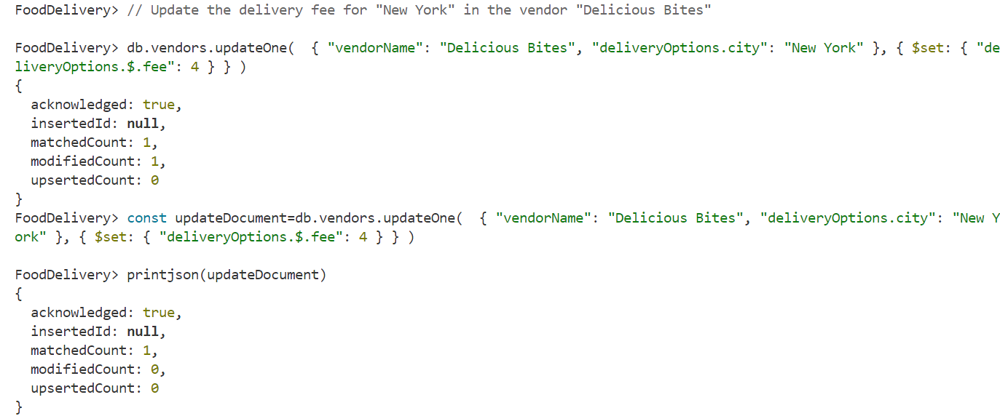 FoodDelivery> // Update the delivery fee for "New York" in the vendor "Delicious Bites"
FoodDelivery> db.vendors.updateOne(  { "vendorName": "Delicious Bites", "deliveryOptions.city": "New York" }, { $set: { "de
liveryOptions.$.fee": 4 } } )
{
  acknowledged: true,
  insertedId: null,
  matchedCount: 1,
  modifiedCount: 1,
  upsertedCount: 0
}
FoodDelivery> const updateDocument=db.vendors.updateOne(  { "vendorName": "Delicious Bites", "deliveryOptions.city": "New Y
ork" }, { $set: { "deliveryOptions.$.fee": 4 } } )
FoodDelivery> printjson(updateDocument)
{
  acknowledged: true,
  insertedId: null,
  matchedCount: 1,
  modifiedCount: 0,
  upsertedCount: 0
}